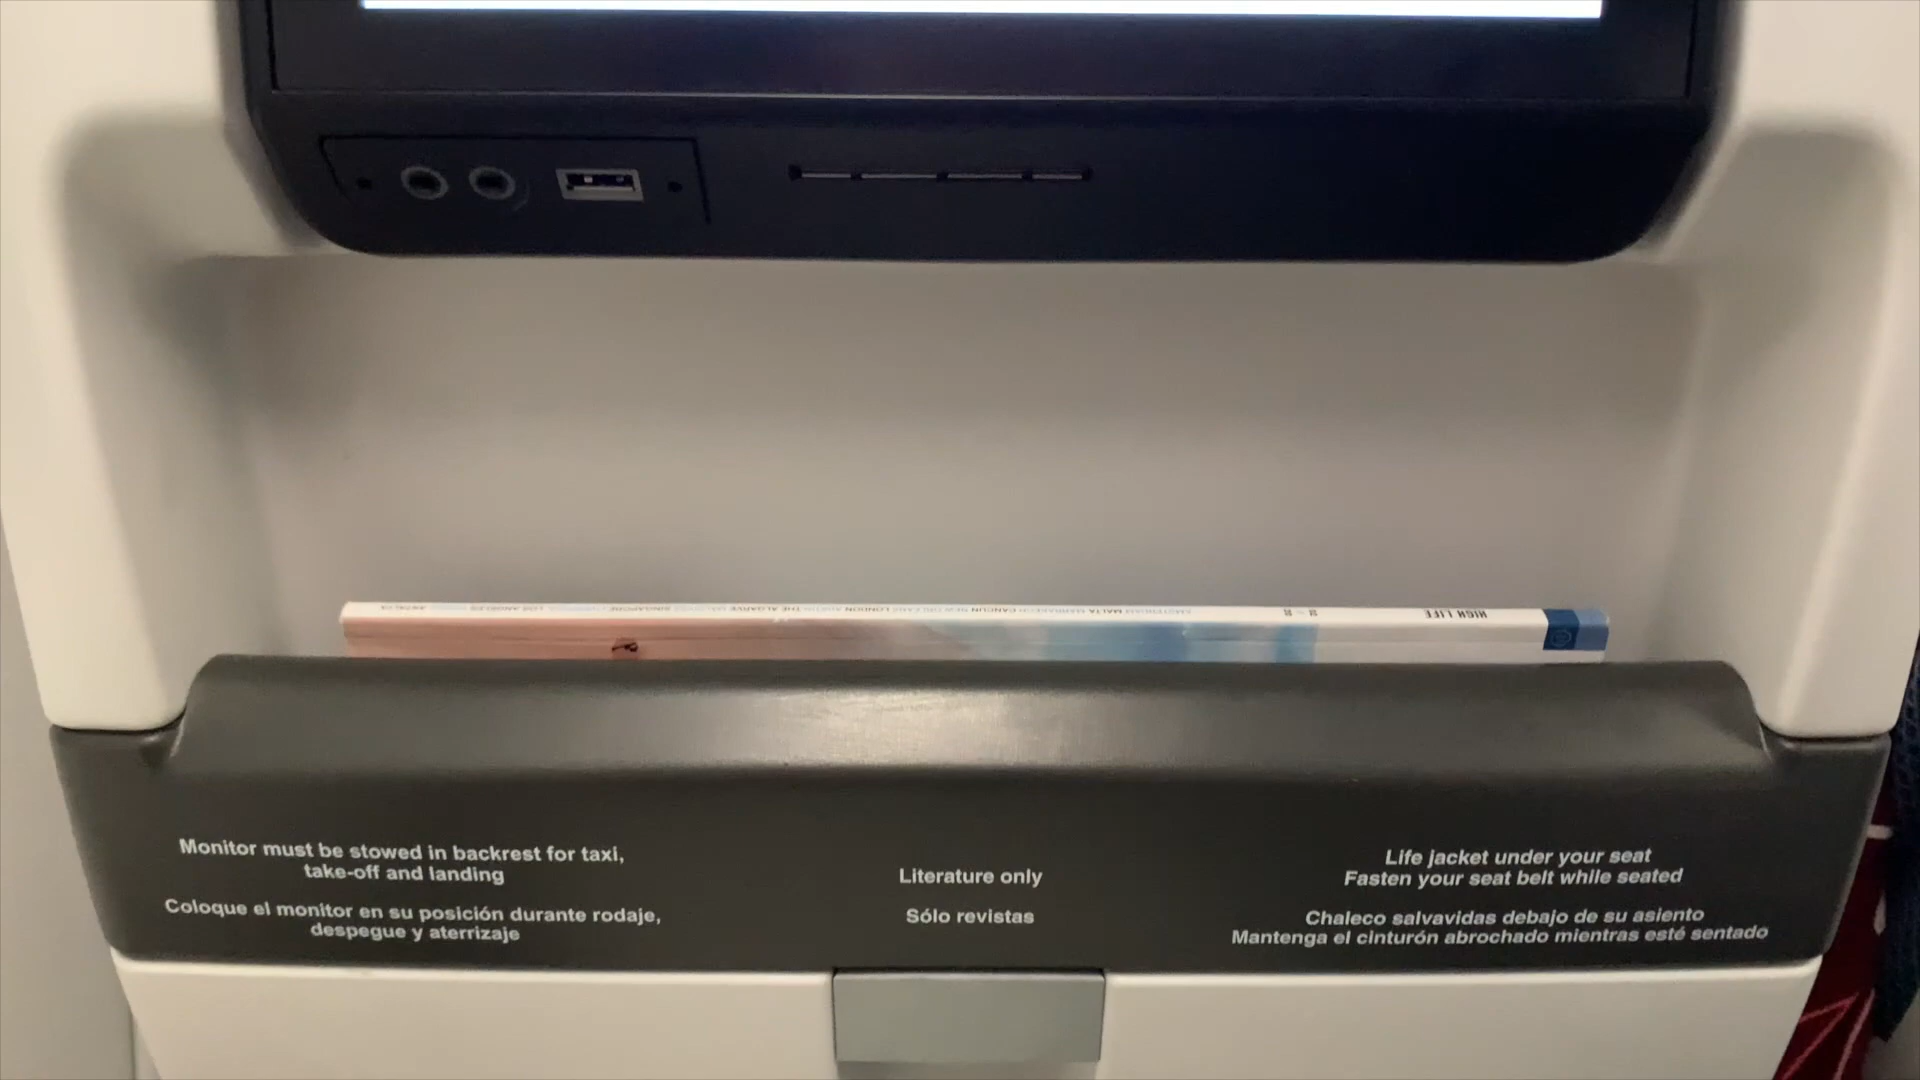 HIGH LIFE
Monitor must be stowed in backrest for taxi,
take-off and landing
Coloque el monitor en su posición durante rodaje,
despegue y aterrizaje
Literature only
Sólo revistas
Life jacket under your seat
Fasten your seat belt while seated
Chaleco salvavidas debajo de su asiento
Mantenga el cinturón abrochado mientras esté sentado